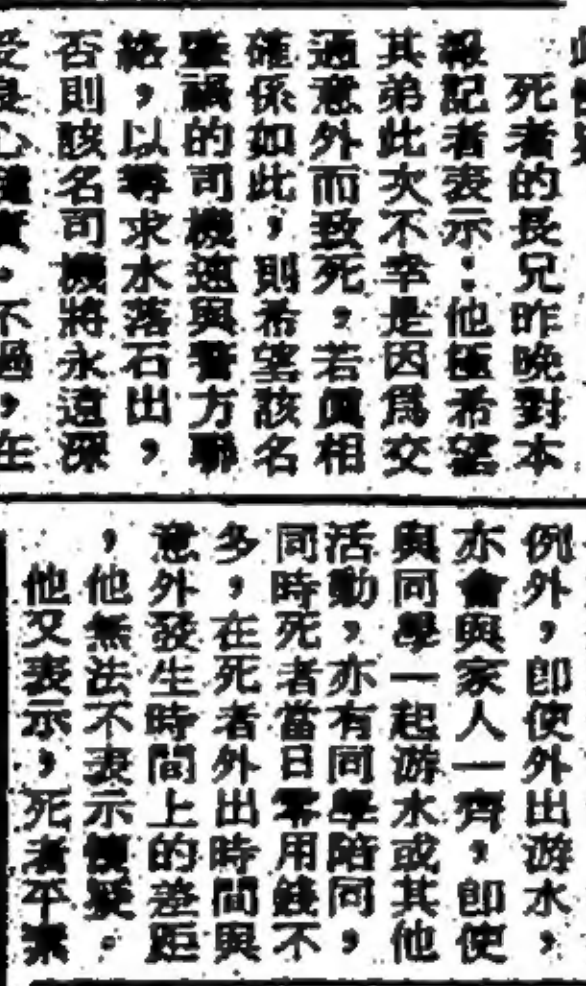 死者的長兄昨晚對本
報記者表示：他極希望
其弟此次不幸是因爲交
通意外而致死，若眞相
確係如此，則希望該名
肇禍的司機速與警方聯
絡，以尋求水落石出，
否則該名司機將永遠深
受良心譴責。不過，在
例外，卽使外出游水，
亦會與家人一齊，卽使
與同學一起游水或其他
活動，亦有同學陪同，
同時死者當日零用錢不
多，在死者外出時間與
意外發生時間上的差距
，他無法不表示懷疑。
他又表示，死者平素